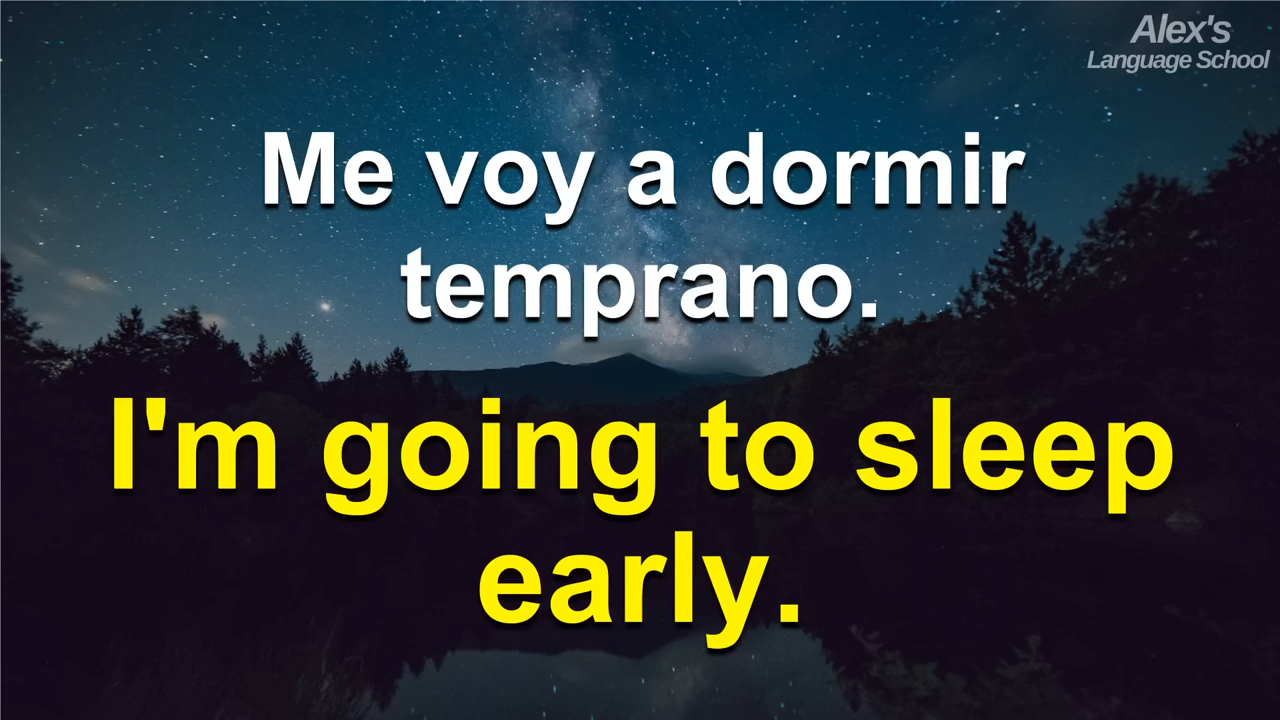 Alex's
Language School
Me voy a dormir
temprano.
I'm going to sleep
early.